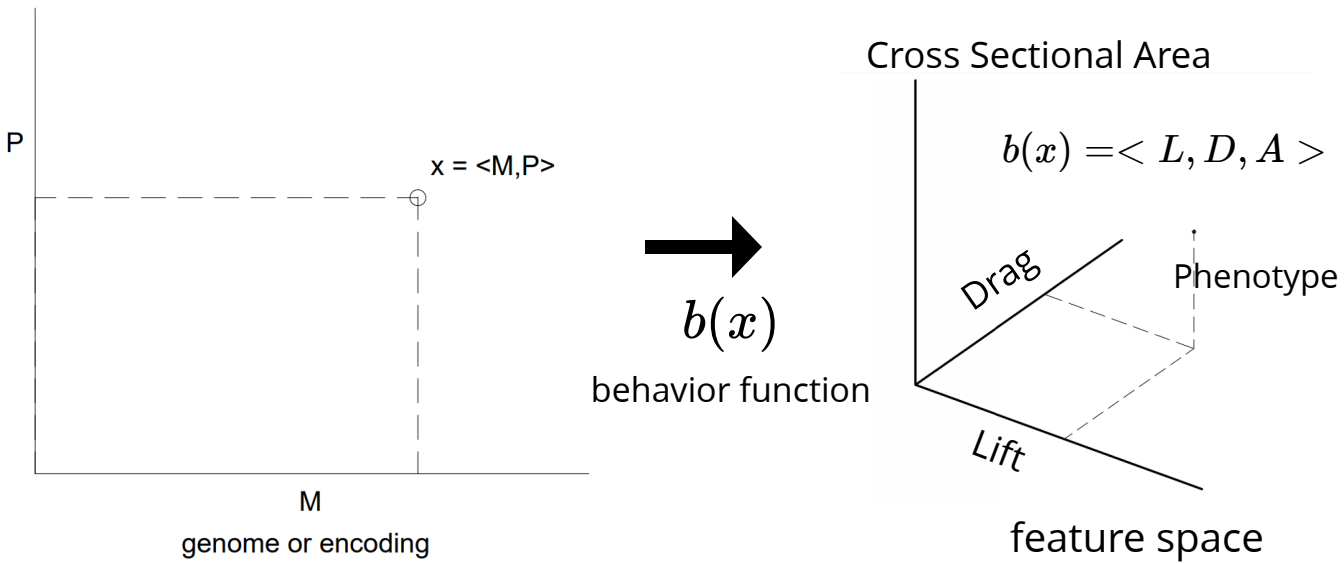 P
x = <M,P>
M
genome or encoding
b(x)
behavior function
Cross Sectional Area
b(x) =< L, D, A >
Drag
Phenotype
Lift
feature space